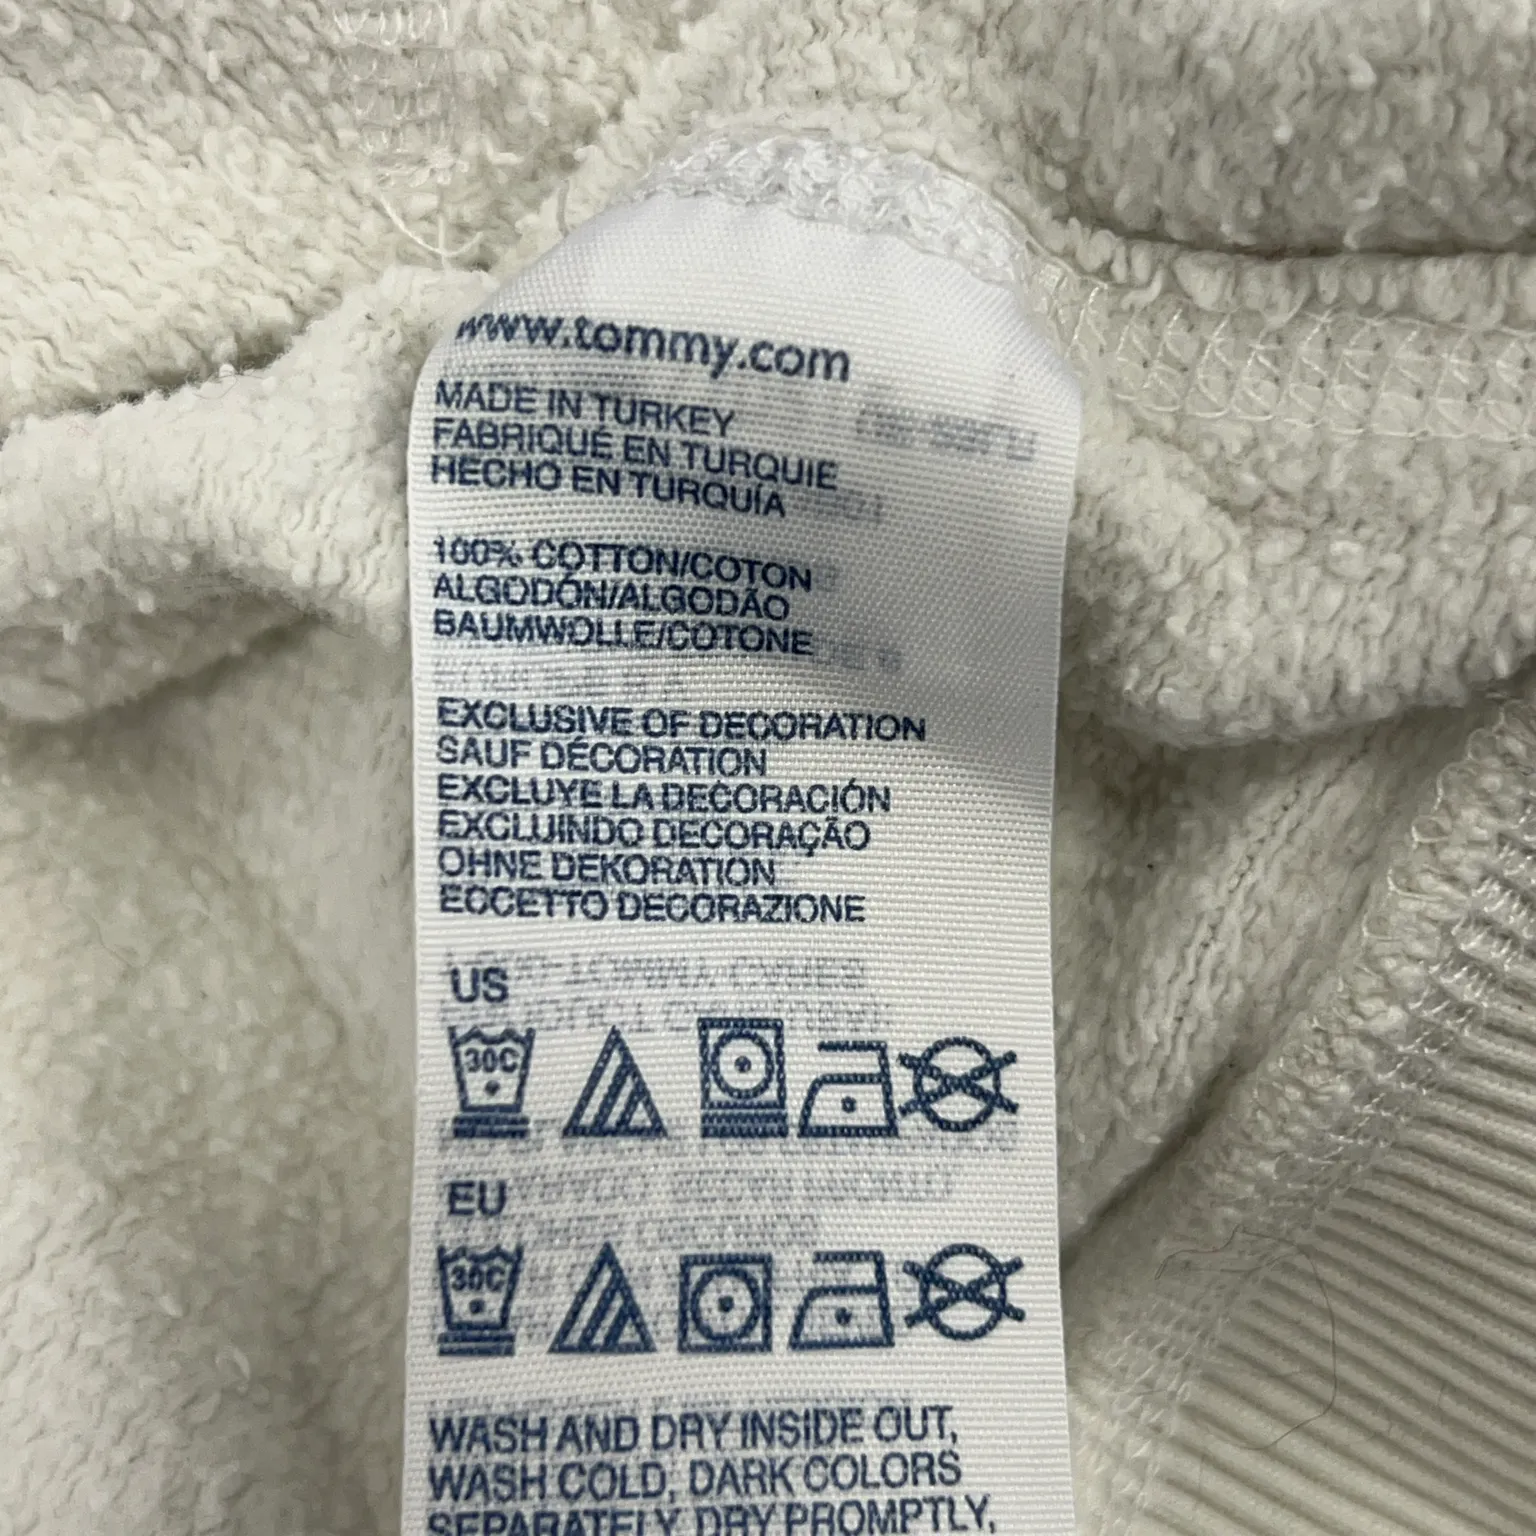 www.tommy.com
MADE IN TURKEY
FABRIQUÉ EN TURQUIE
HECHO EN TURQUÍA
100% COTTON/COTON
ALGODÓN/ALGODÃO
BAUMWOLLE/COTONE
EXCLUSIVE OF DECORATION
SAUF DÉCORATION
EXCLUYE LA DECORACIÓN
EXCLUINDO DECORAÇÃO
OHNE DEKORATION
ECCETTO DECORAZIONE
US
30C
EU
30C
WASH AND DRY INSIDE OUT,
WASH COLD, DARK COLORS
SEPARATELY, DRY PROMPTLY,